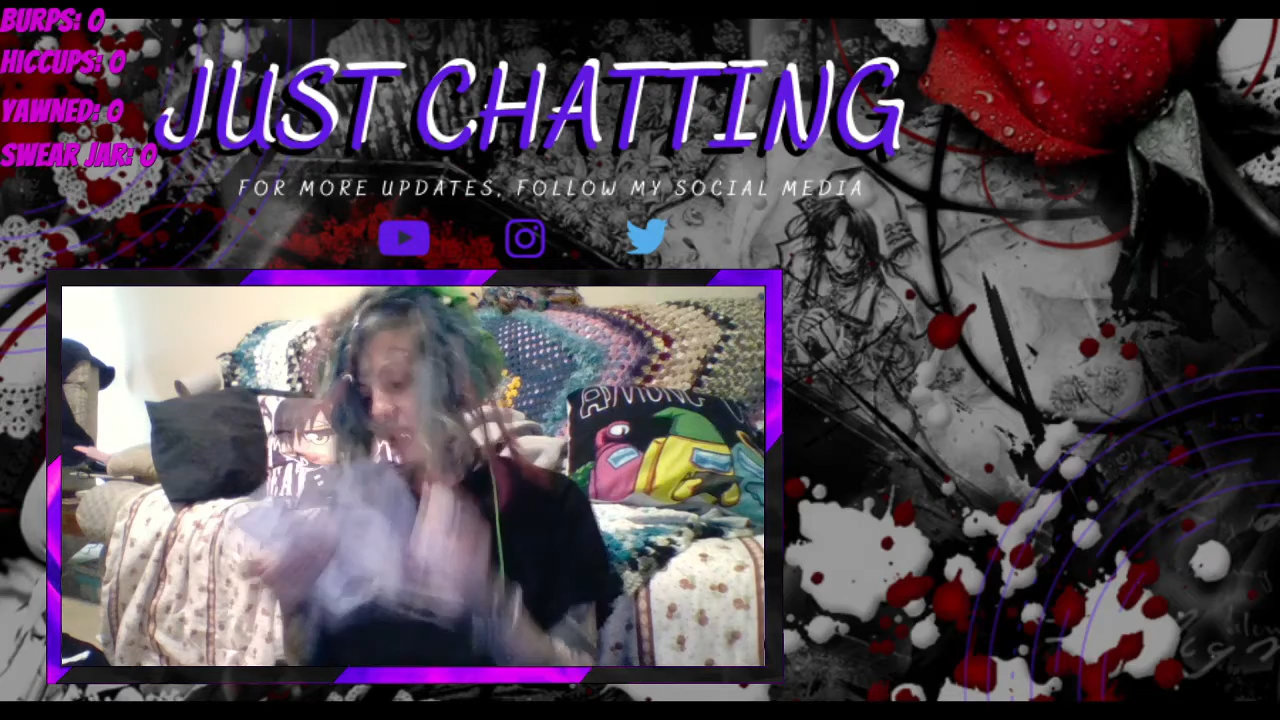 BURPS: 0
HICCUPS: 0
YAWNED: 0
SWEAR JAR: 0
JUST CHATTING
FOR MORE UPDATES, FOLLOW MY SOCIAL MEDIA
AMONG U